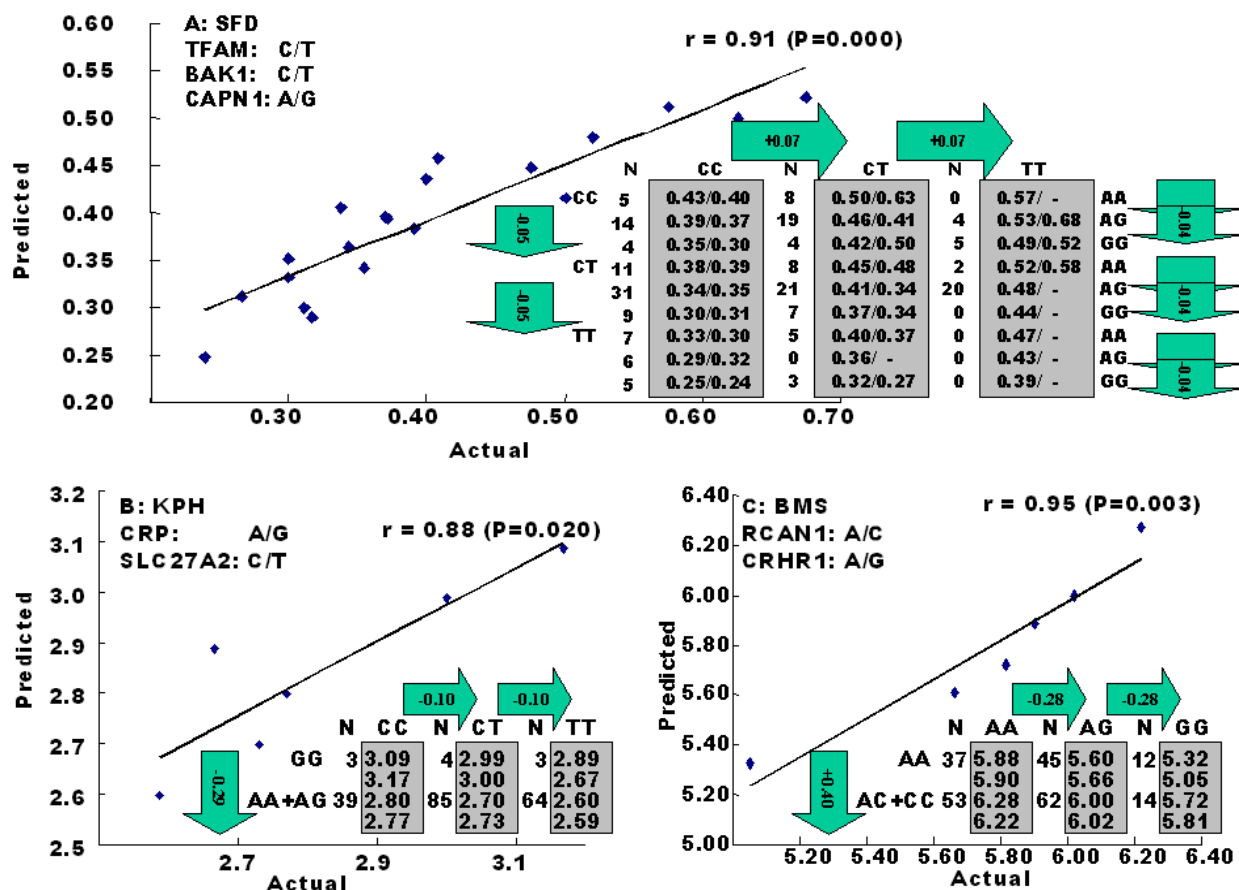 A: SFD
TFAM: C/T
BAK1: C/T
CAPN1: A/G
r = 0.91 (P=0.000)
Predicted
0.60
0.55
0.50
0.45
0.40
0.35
0.30
0.25
0.20
0.30 0.40 0.50 0.60 0.70
Actual
+0.07 +0.07
N CC N CT N TT
CC 5 0.43/0.40 8 0.50/0.63 0 0.57/ - AA
14 0.39/0.37 19 0.46/0.41 4 0.53/0.68 AG
4 0.35/0.30 4 0.42/0.50 5 0.49/0.52 GG
CT 11 0.38/0.39 8 0.45/0.48 2 0.52/0.58 AA
31 0.34/0.35 21 0.41/0.34 20 0.48/ - AG
9 0.30/0.31 7 0.37/0.34 0 0.44/ - GG
TT 7 0.33/0.30 5 0.40/0.37 0 0.47/ - AA
6 0.29/0.32 0 0.36/ - 0 0.43/ - AG
5 0.25/0.24 3 0.32/0.27 0 0.39/ - GG
-0.05
-0.05
-0.04
-0.04
-0.04
B: KPH
CRP: A/G
SLC27A2: C/T
r = 0.88 (P=0.020)
Predicted
3.2
3.1
3.0
2.9
2.8
2.7
2.6
2.5
2.7 2.9 3.1
Actual
-0.10 -0.10
N CC N CT N TT
GG 3 3.09 4 2.99 3 2.89
3.17 3.00 2.67
AA+AG 39 2.80 85 2.70 64 2.60
2.77 2.73 2.59
-0.29
C: BMS
RCAN1: A/C
CRHR1: A/G
r = 0.95 (P=0.003)
Predicted
6.40
6.20
6.00
5.80
5.60
5.40
5.20
5.00
5.20 5.40 5.60 5.80 6.00 6.20 6.40
Actual
-0.28 -0.28
N AA N AG N GG
AA 37 5.88 45 5.60 12 5.32
5.90 5.66 5.05
AC+CC 53 6.28 62 6.00 14 5.72
6.22 6.02 5.81
+0.40